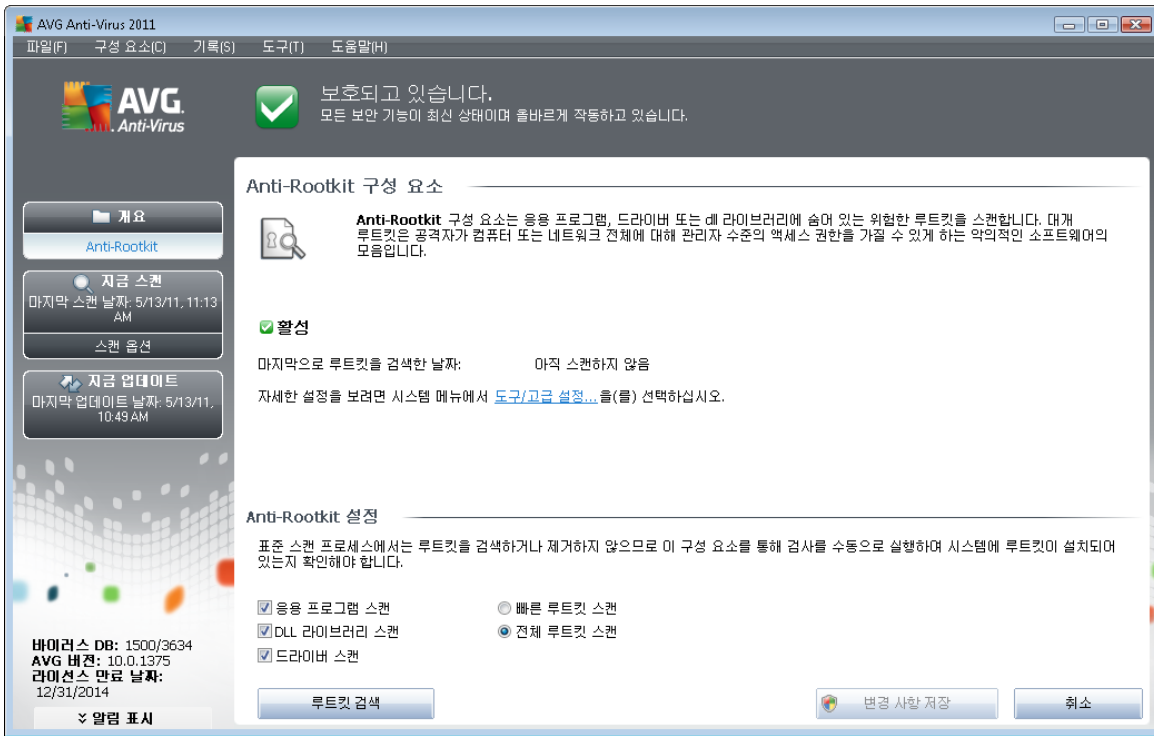 AVG Anti-Virus 2011
파일(F) 구성 요소(C) 기록(S) 도구(T) 도움말(H)
AVG.
Anti-Virus
보호되고 있습니다.
모든 보안 기능이 최신 상태이며 올바르게 작동하고 있습니다.
개요
Anti-Rootkit
지금 스캔
마지막 스캔 날짜: 5/13/11, 11:13
AM
스캔 옵션
지금 업데이트
마지막 업데이트 날짜: 5/13/11,
10:49 AM
바이러스 DB: 1500/3634
AVG 버전: 10.0.1375
라이선스 만료 날짜:
12/31/2014
알림 표시
Anti-Rootkit 구성 요소
Anti-Rootkit 구성 요소는 응용 프로그램, 드라이버 또는 dll 라이브러리에 숨어 있는 위험한 루트킷을 스캔합니다. 대개
루트킷은 공격자가 컴퓨터 또는 네트워크 전체에 대해 관리자 수준의 액세스 권한을 가질 수 있게 하는 악의적인 소프트웨어의
모음입니다.
활성
마지막으로 루트킷을 검색한 날짜: 아직 스캔하지 않음
자세한 설정을 보려면 시스템 메뉴에서 도구/고급 설정...을(를) 선택하십시오.
Anti-Rootkit 설정
표준 스캔 프로세스에서는 루트킷을 검색하거나 제거하지 않으므로 이 구성 요소를 통해 검사를 수동으로 실행하여 시스템에 루트킷이 설치되어
있는지 확인해야 합니다.
응용 프로그램 스캔 빠른 루트킷 스캔
DLL 라이브러리 스캔 전체 루트킷 스캔
드라이버 스캔
루트킷 검색 변경 사항 저장 취소